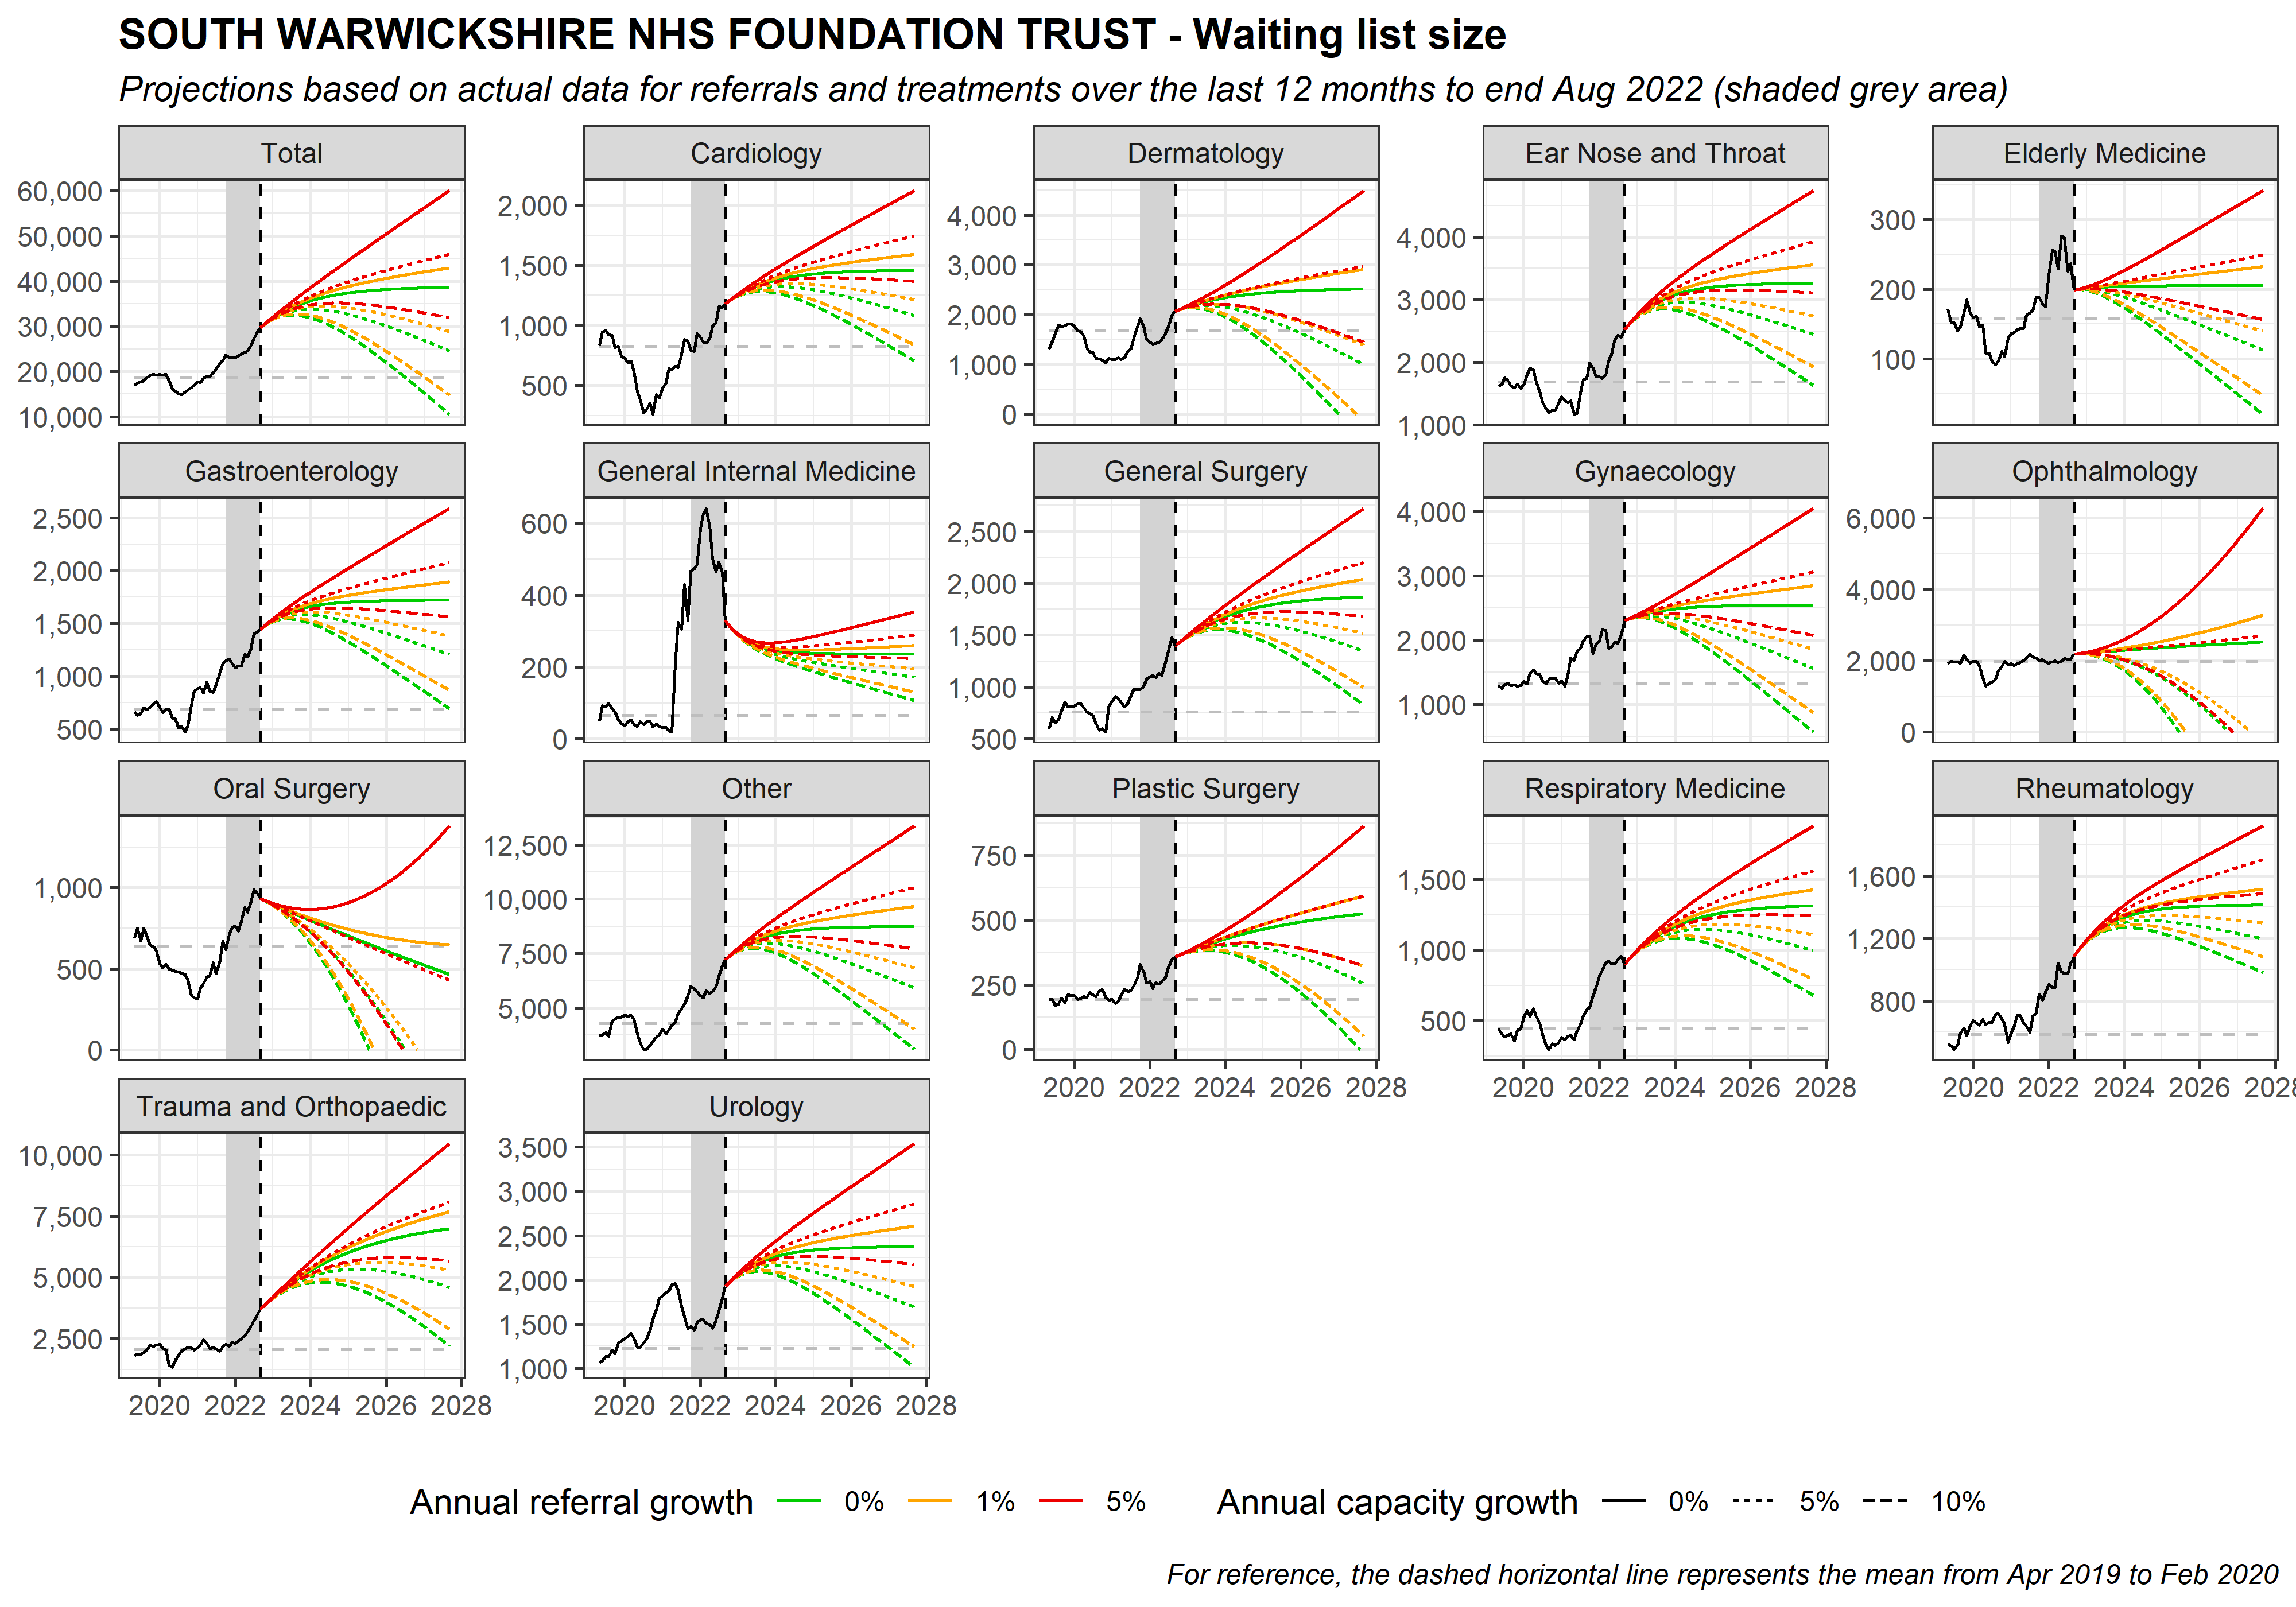 SOUTH WARWICKSHIRE NHS FOUNDATION TRUST - Waiting list size
Projections based on actual data for referrals and treatments over the last 12 months to end Aug 2022 (shaded grey area)
Total
60,000
50,000
40,000
30,000
20,000
10,000
Cardiology
2,000
1,500
1,000
500
Dermatology
4,000
3,000
2,000
1,000
0
Ear Nose and Throat
4,000
3,000
2,000
1,000
Elderly Medicine
300
200
100
Gastroenterology
2,500
2,000
1,500
1,000
500
General Internal Medicine
600
400
200
0
General Surgery
2,500
2,000
1,500
1,000
500
Gynaecology
4,000
3,000
2,000
1,000
Ophthalmology
6,000
4,000
2,000
0
Oral Surgery
1,000
500
0
Other
12,500
10,000
7,500
5,000
Plastic Surgery
750
500
250
0
2020 2022 2024 2026 2028
Respiratory Medicine
1,500
1,000
500
2020 2022 2024 2026 2028
Rheumatology
1,600
1,200
800
2020 2022 2024 2026 2028
Trauma and Orthopaedic
10,000
7,500
5,000
2,500
2020 2022 2024 2026 2028
Urology
3,500
3,000
2,500
2,000
1,500
1,000
2020 2022 2024 2026 2028
Annual referral growth 0% 1% 5% Annual capacity growth 0% 5% 10%
For reference, the dashed horizontal line represents the mean from Apr 2019 to Feb 2020